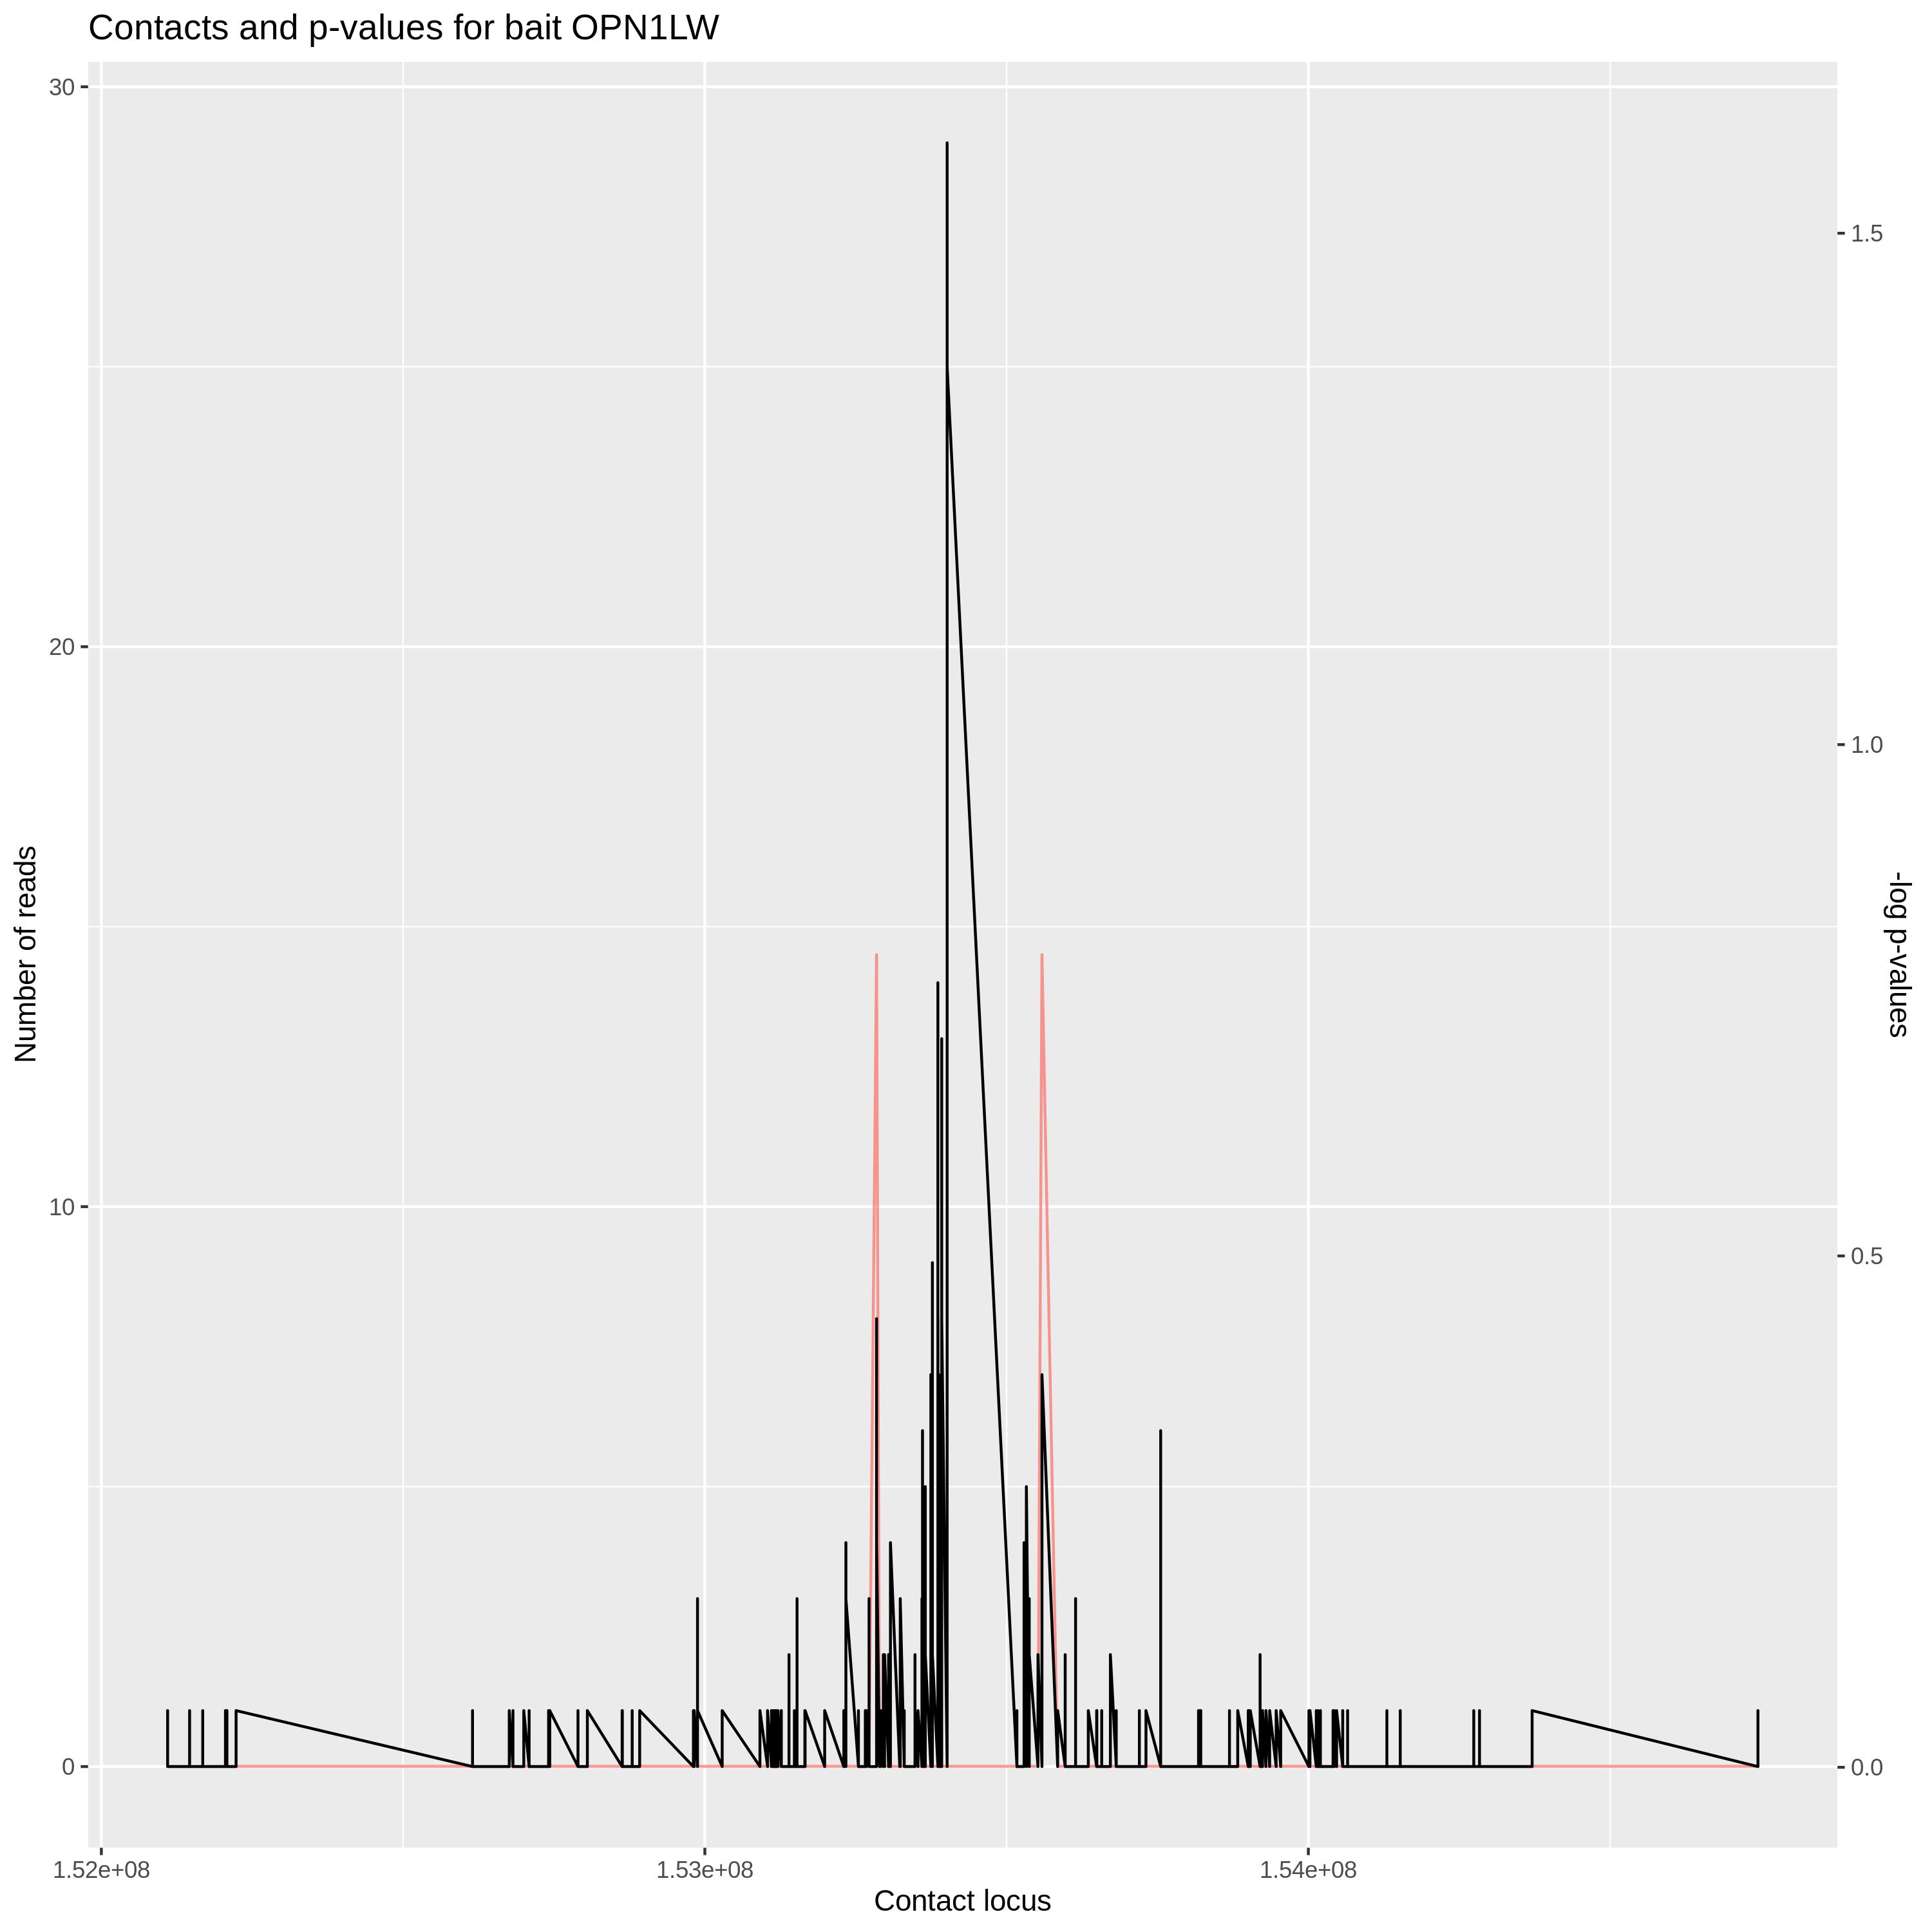 Contacts and p-values for bait OPN1LW
30
20
10
0
Number of reads
1.5
1.0
0.5
0.0
-log p-values
1.52e+08
1.53e+08
1.54e+08
Contact locus